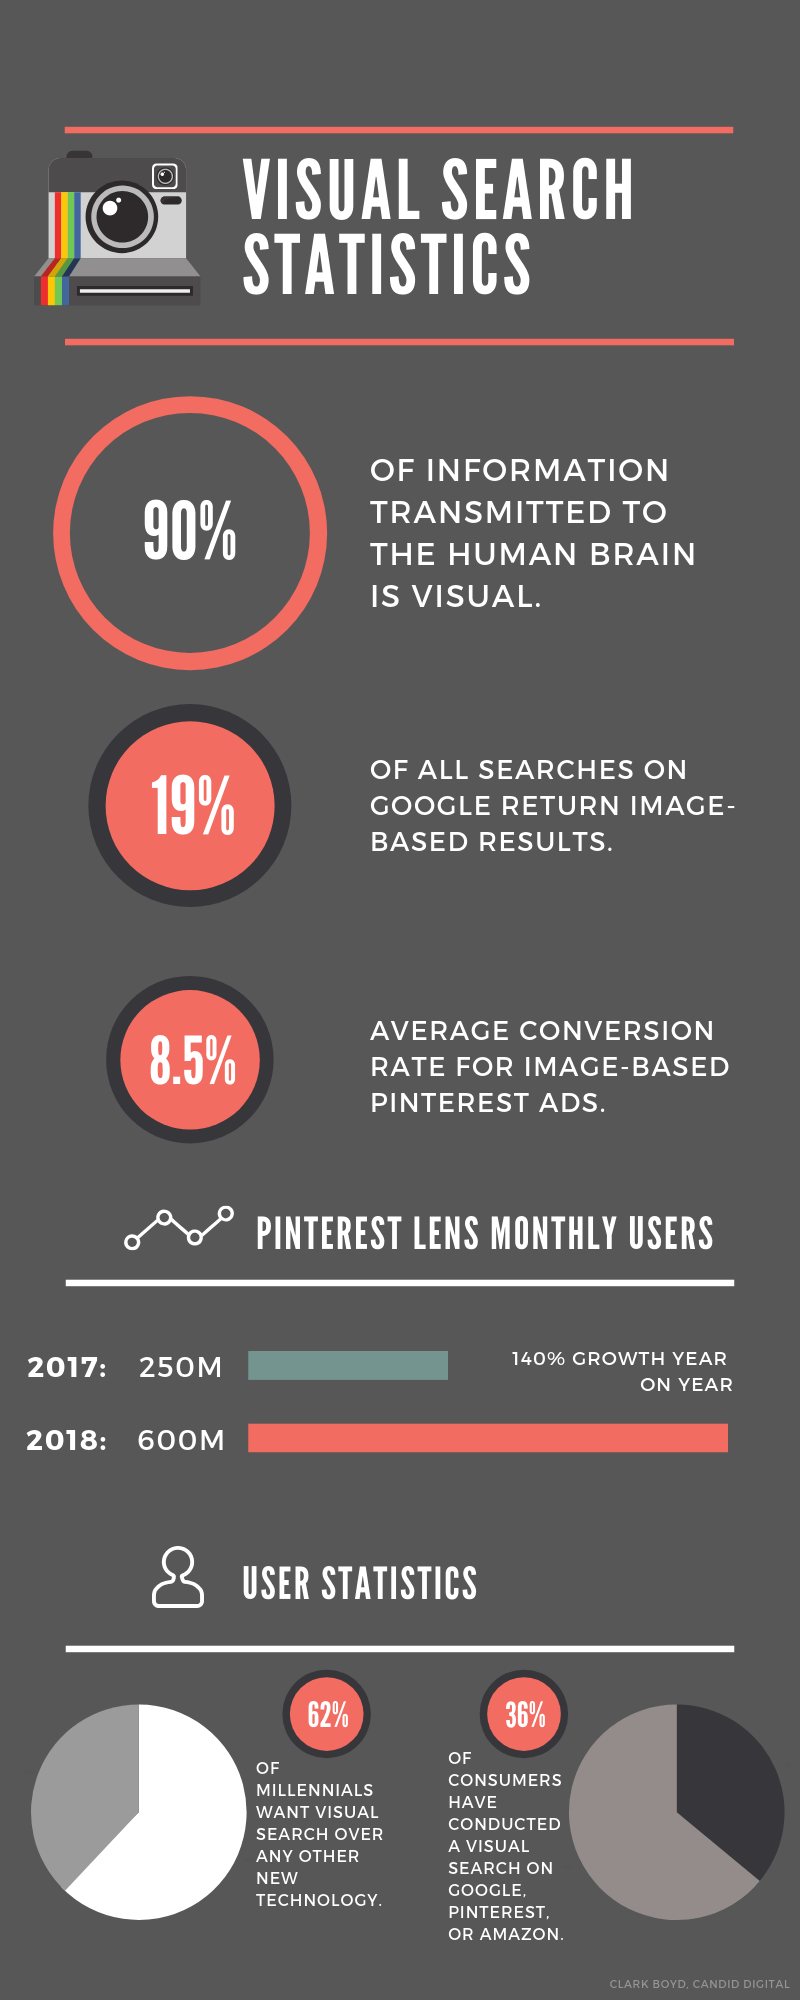 VISUAL SEARCH
STATISTICS
90%
OF INFORMATION
TRANSMITTED TO
THE HUMAN BRAIN
IS VISUAL.
19%
OF ALL SEARCHES ON
GOOGLE RETURN IMAGE-
BASED RESULTS.
8.5%
AVERAGE CONVERSION
RATE FOR IMAGE-BASED
PINTEREST ADS.
PINTEREST LENS MONTHLY USERS
2017: 250M
140% GROWTH YEAR
ON YEAR
2018: 600M
USER STATISTICS
62%
OF
MILLENNIALS
WANT VISUAL
SEARCH OVER
ANY OTHER
NEW
TECHNOLOGY.
36%
OF
CONSUMERS
HAVE
CONDUCTED
A VISUAL
SEARCH ON
GOOGLE,
PINTEREST,
OR AMAZON.
CLARK BOYD, CANDID DIGITAL